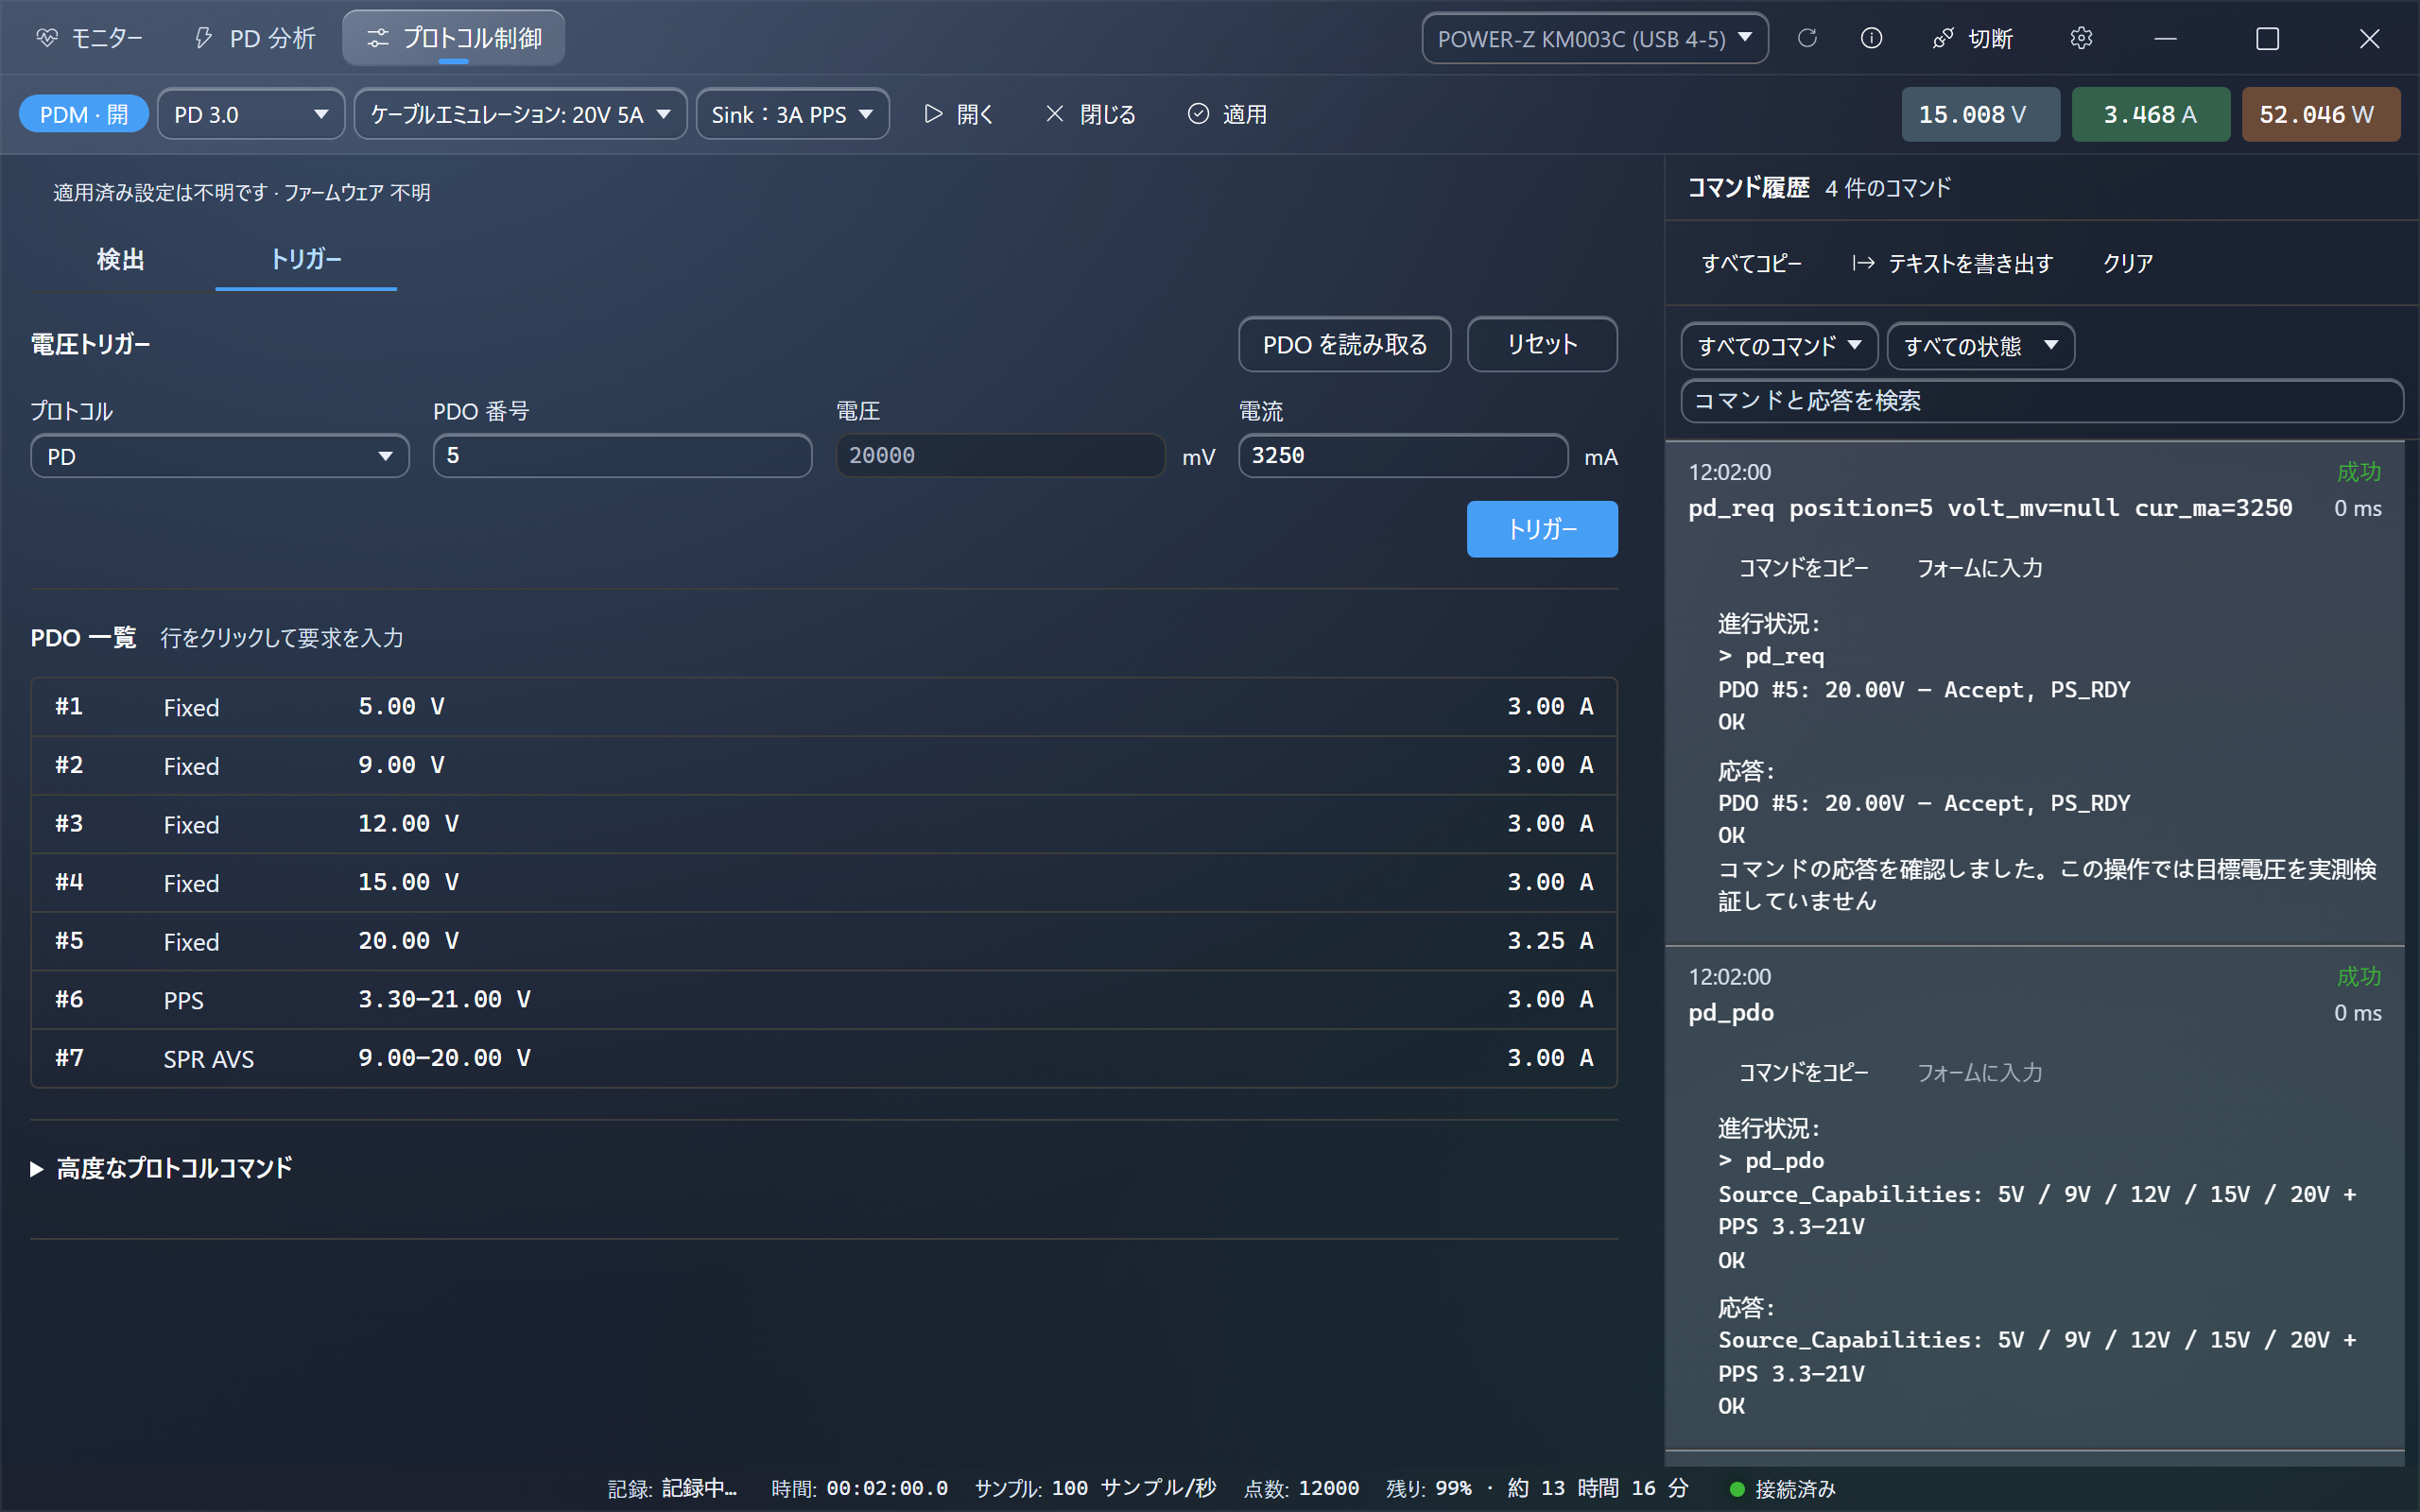 モニター
PD 分析
プロトコル制御
POWER-Z KM003C (USB 4-5)
切断
PDM · 開
PD 3.0
ケーブルエミュレーション: 20V 5A
Sink：3A PPS
開く
閉じる
適用
15.008 V
3.468 A
52.046 W
適用済み設定は不明です · ファームウェア 不明
検出
トリガー
電圧トリガー
PDO を読み取る
リセット
プロトコル
PDO 番号
電圧
電流
PD
5
20000
mV
3250
mA
トリガー
PDO 一覧 行をクリックして要求を入力
#1 Fixed 5.00 V 3.00 A
#2 Fixed 9.00 V 3.00 A
#3 Fixed 12.00 V 3.00 A
#4 Fixed 15.00 V 3.00 A
#5 Fixed 20.00 V 3.25 A
#6 PPS 3.30–21.00 V 3.00 A
#7 SPR AVS 9.00–20.00 V 3.00 A
高度なプロトコルコマンド
コマンド履歴 4 件のコマンド
すべてコピー
テキストを書き出す
クリア
すべてのコマンド
すべての状態
コマンドと応答を検索
12:02:00 成功
pd_req position=5 volt_mv=null cur_ma=3250 0 ms
コマンドをコピー フォームに入力
進行状況:
> pd_req
PDO #5: 20.00V — Accept, PS_RDY
OK
応答:
PDO #5: 20.00V — Accept, PS_RDY
OK
コマンドの応答を確認しました。この操作では目標電圧を実測検
証していません
12:02:00 成功
pd_pdo 0 ms
コマンドをコピー フォームに入力
進行状況:
> pd_pdo
Source_Capabilities: 5V / 9V / 12V / 15V / 20V +
PPS 3.3–21V
OK
応答:
Source_Capabilities: 5V / 9V / 12V / 15V / 20V +
PPS 3.3–21V
OK
記録: 記録中… 時間: 00:02:00.0 サンプル: 100 サンプル/秒 点数: 12000 残り: 99% · 約 13 時間 16 分 接続済み